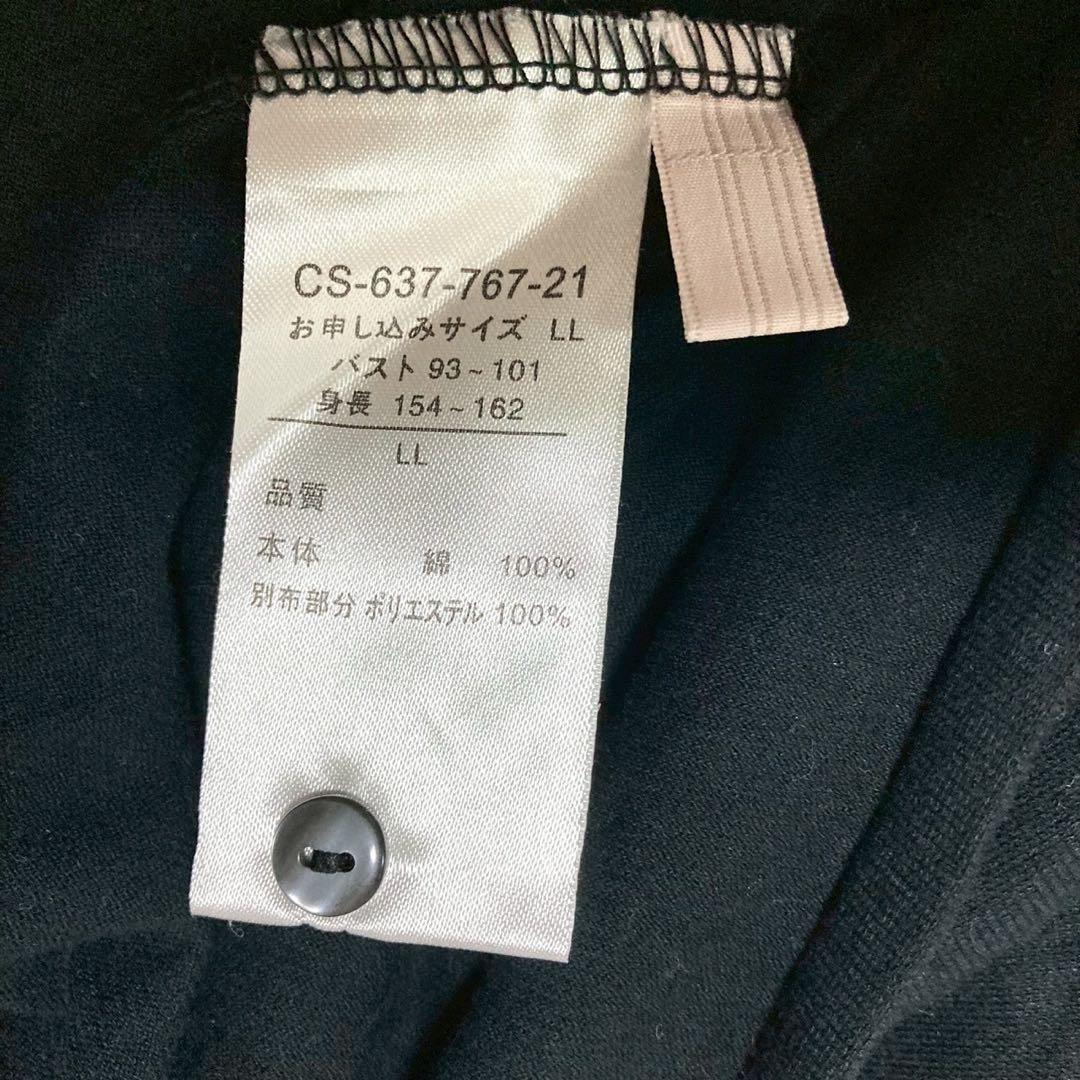 CS-637-767-21
お申し込みサイズ LL
バスト 93~101
身長 154~162
LL
品質
本体 綿 100%
別布部分 ポリエステル 100%